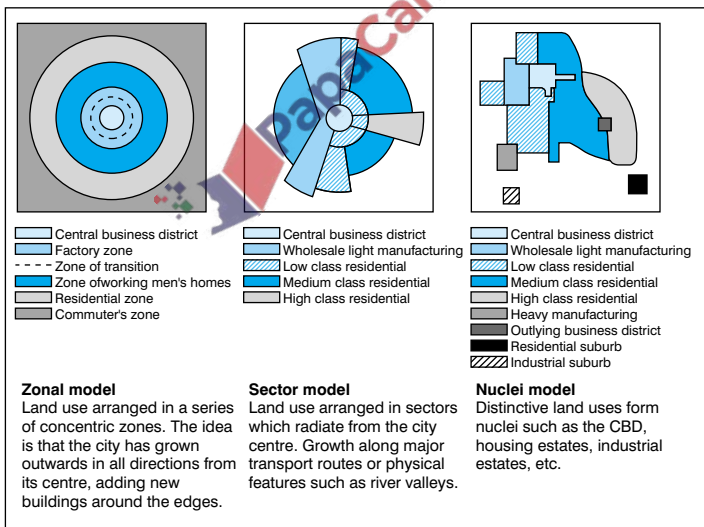 PapaCa
Central business district
Factory zone
Zone of transition
Zone ofworking men's homes
Residential zone
Commuter's zone
Central business district
Wholesale light manufacturing
Low class residential
Medium class residential
High class residential
Central business district
Wholesale light manufacturing
Low class residential
Medium class residential
High class residential
Heavy manufacturing
Outlying business district
Residential suburb
Industrial suburb
Zonal model
Land use arranged in a series
of concentric zones. The idea
is that the city has grown
outwards in all directions from
its centre, adding new
buildings around the edges.
Sector model
Land use arranged in sectors
which radiate from the city
centre. Growth along major
transport routes or physical
features such as river valleys.
Nuclei model
Distinctive land uses form
nuclei such as the CBD,
housing estates, industrial
estates, etc.